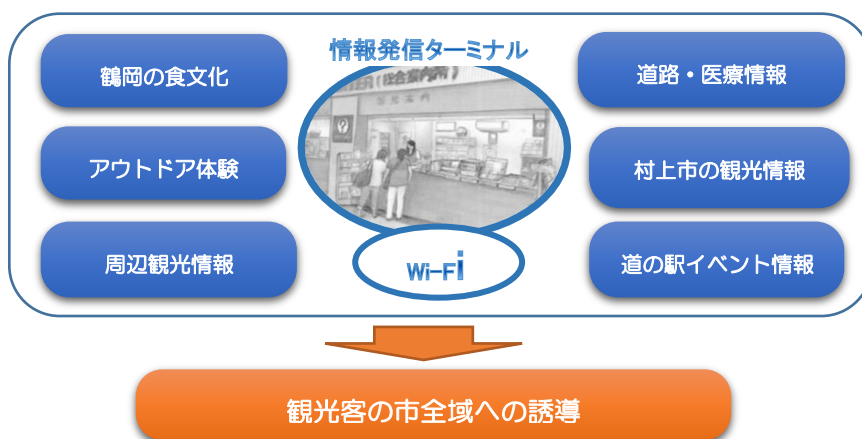 情報発信ターミナル
鶴岡の食文化
道路・医療情報
アウトドア体験
村上市の観光情報
周辺観光情報
道の駅イベント情報
Wi-Fi
観光客の市全域への誘導